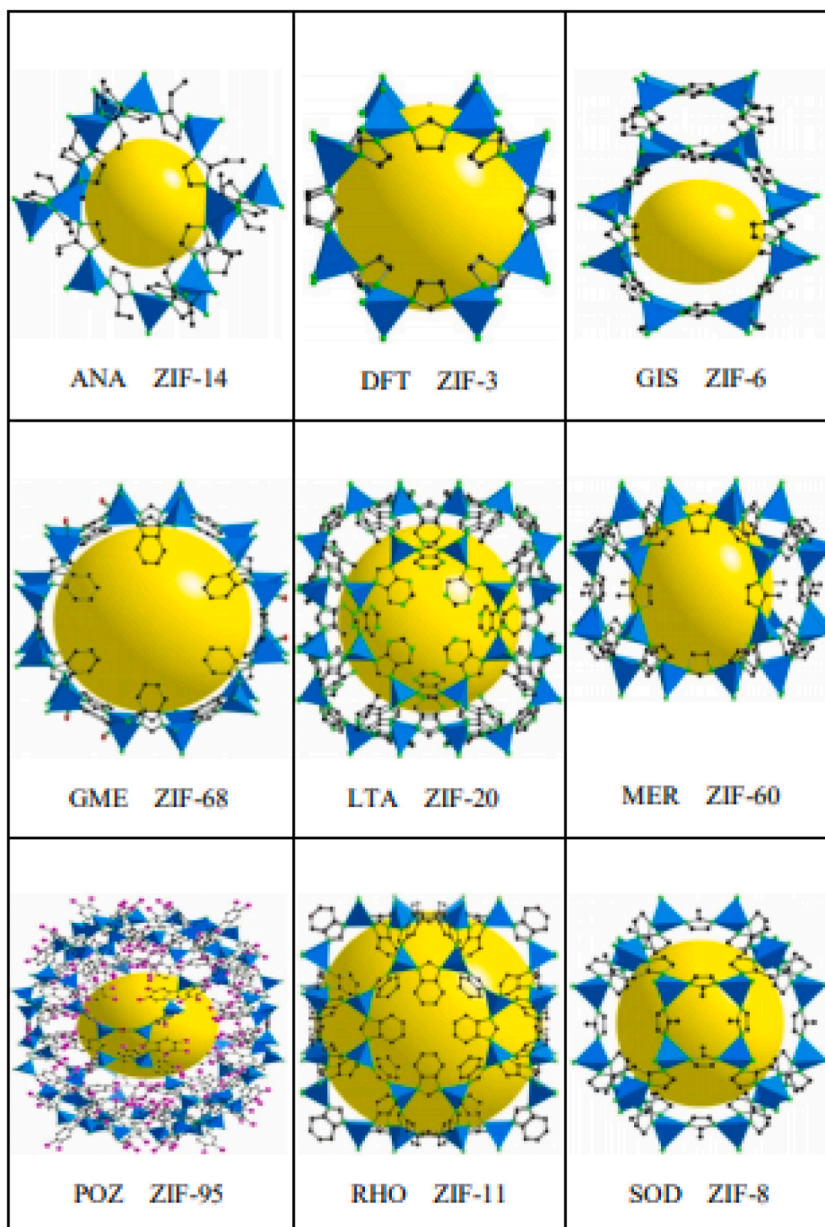 ANA ZIF-14
DFT ZIF-3
GIS ZIF-6
GME ZIF-68
LTA ZIF-20
MER ZIF-60
POZ ZIF-95
RHO ZIF-11
SOD ZIF-8